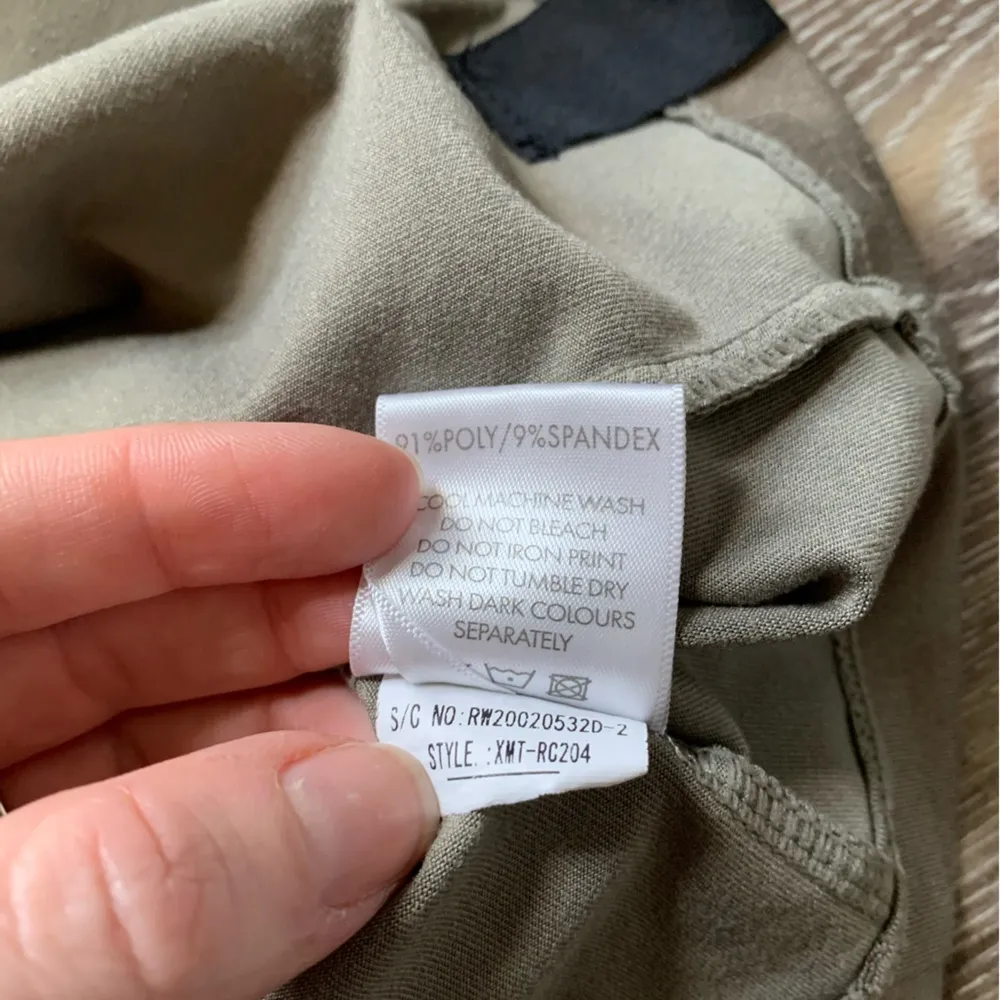 91%POLY/9%SPANDEX
COOL MACHINE WASH
DO NOT BLEACH
DO NOT IRON PRINT
DO NOT TUMBLE DRY
WASH DARK COLOURS
SEPARATELY
S/C NO:RW20020532D-2
STYLE.:XMT-RC204